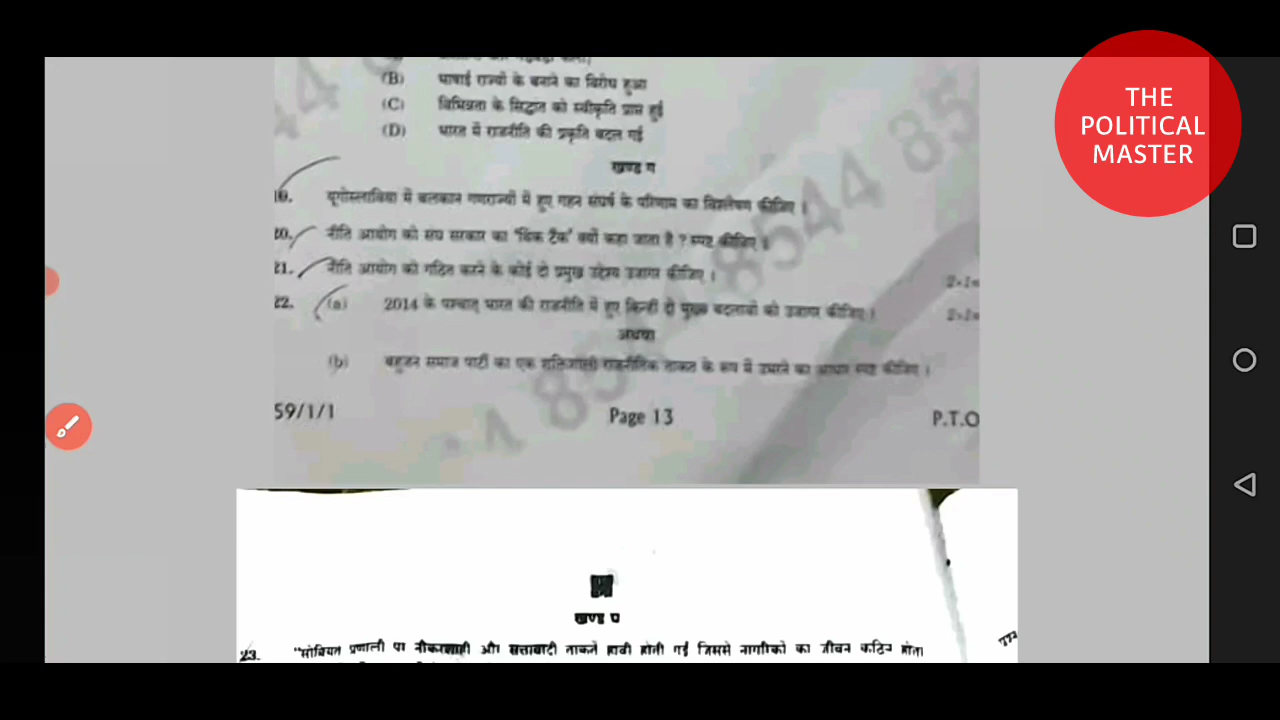 THE
POLITICAL
MASTER
(B) भाषाई राज्यों के बनाने का विरोध हुआ
(C) विभिन्नता के सिद्धांत को स्वीकृति प्राप्त हुई
(D) भारत में राजनीति की प्रकृति बदल गई
खण्ड ग
19. यूगोस्लाविया में बलकान गणराज्यों में हुए गहन संघर्ष के परिणाम का विश्लेषण कीजिए ।
20. नीति आयोग को संघ सरकार का 'थिंक टैंक' क्यों कहा जाता है ? स्पष्ट कीजिए ।
21. नीति आयोग को गठित करने के कोई दो प्रमुख उद्देश्य उजागर कीजिए ।
22. (a) 2014 के पश्चात् भारत की राजनीति में हुए किन्हीं दो मुख्य बदलावों को उजागर कीजिए ।
अथवा
(b) बहुजन समाज पार्टी का एक शक्तिशाली राजनीतिक ताकत के रूप में उभरने का आधार स्पष्ट कीजिए ।
59/1/1 Page 13 P.T.O
खण्ड घ
23. "सोवियत प्रणाली पर नौकरशाही और सत्तावादी ताकतें हावी होती गई जिससे नागरिकों का जीवन कठिन होता